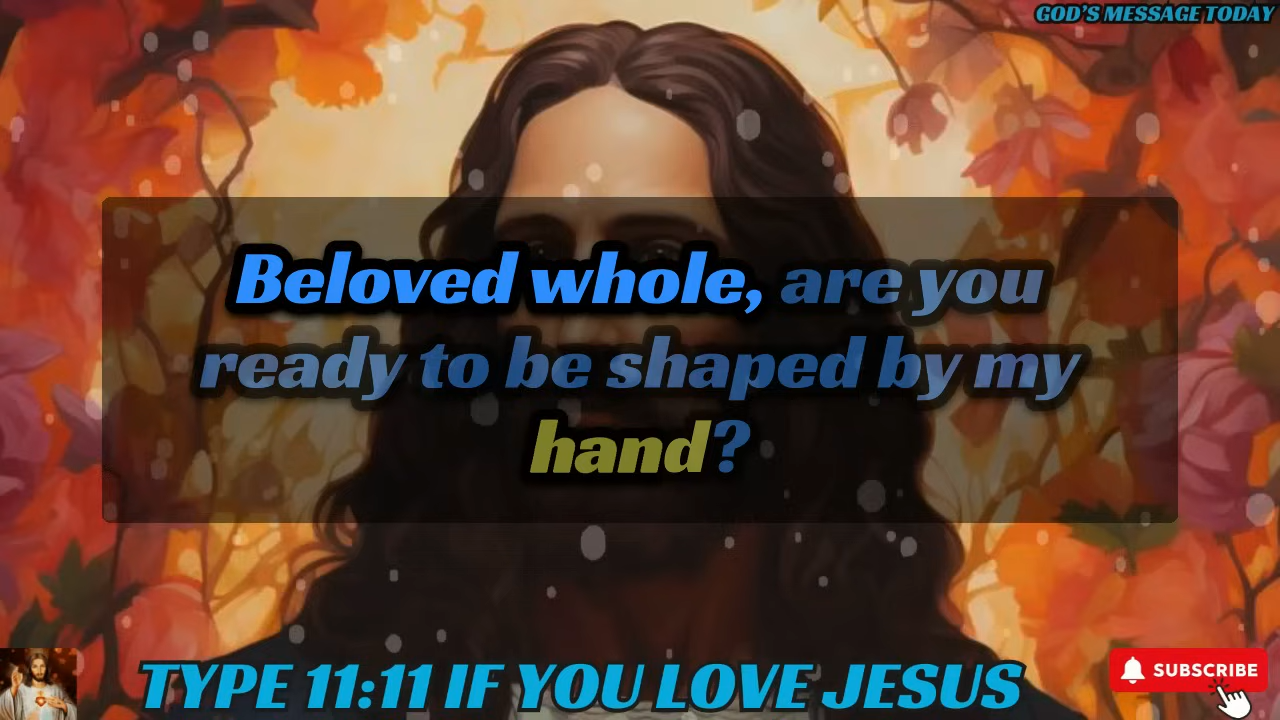 GOD'S MESSAGE TODAY
Beloved whole, are you
ready to be shaped by my
hand?
TYPE 11:11 IF YOU LOVE JESUS
SUBSCRIBE